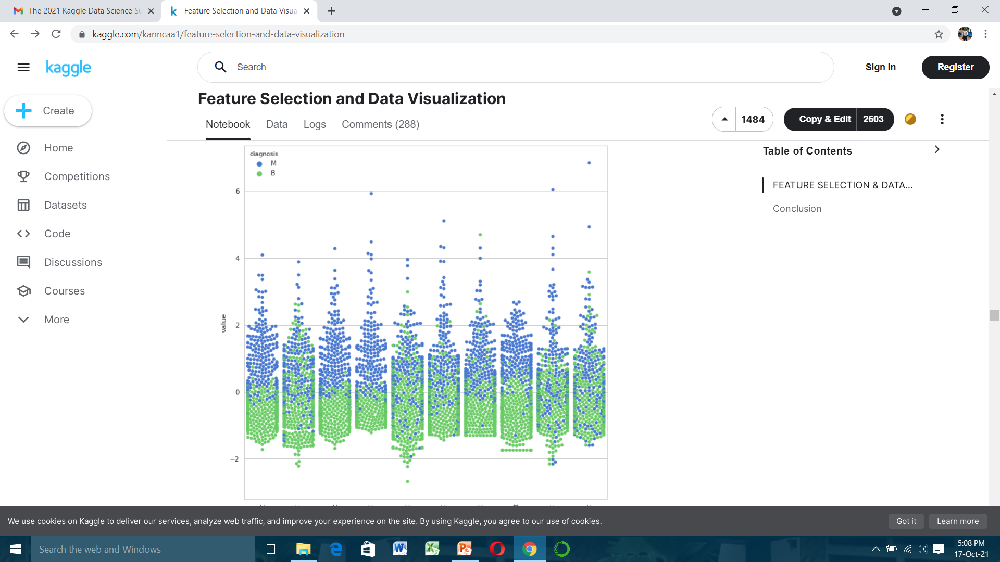 The 2021 Kaggle Data Science Su
Feature Selection and Data Visua
kaggle.com/kanncaa1/feature-selection-and-data-visualization
kaggle
Search
Sign In
Register
Create
Home
Competitions
Datasets
Code
Discussions
Courses
More
Feature Selection and Data Visualization
Notebook
Data
Logs
Comments (288)
1484
Copy & Edit
2603
diagnosis
M
B
6
4
2
0
−2
value
Table of Contents
FEATURE SELECTION & DATA...
Conclusion
We use cookies on Kaggle to deliver our services, analyze web traffic, and improve your experience on the site. By using Kaggle, you agree to our use of cookies.
Got it
Learn more
Search the web and Windows
5:08 PM
17-Oct-21